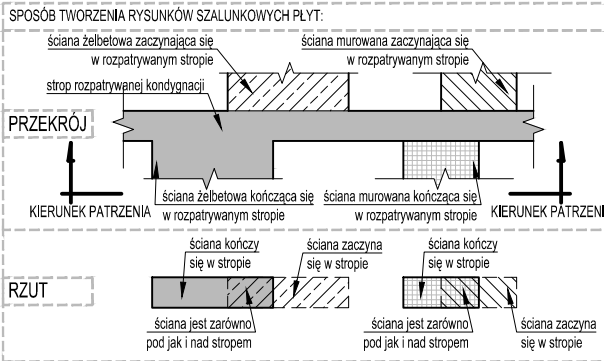 SPOSÓB TWORZENIA RYSUNKÓW SZALUNKOWYCH PŁYT:
ściana żelbetowa zaczynająca się
w rozpatrywanym stropie
ściana murowana zaczynająca się
w rozpatrywanym stropie
strop rozpatrywanej kondygnacji
PRZEKRÓJ
KIERUNEK PATRZENIA
ściana żelbetowa kończąca się
w rozpatrywanym stropie
ściana murowana kończąca się
w rozpatrywanym stropie
KIERUNEK PATRZENI
ściana kończy
się w stropie
ściana zaczyna
się w stropie
ściana kończy
się w stropie
RZUT
ściana jest zarówno
pod jak i nad stropem
ściana jest zarówno
pod jak i nad stropem
ściana zaczyna
się w stropie